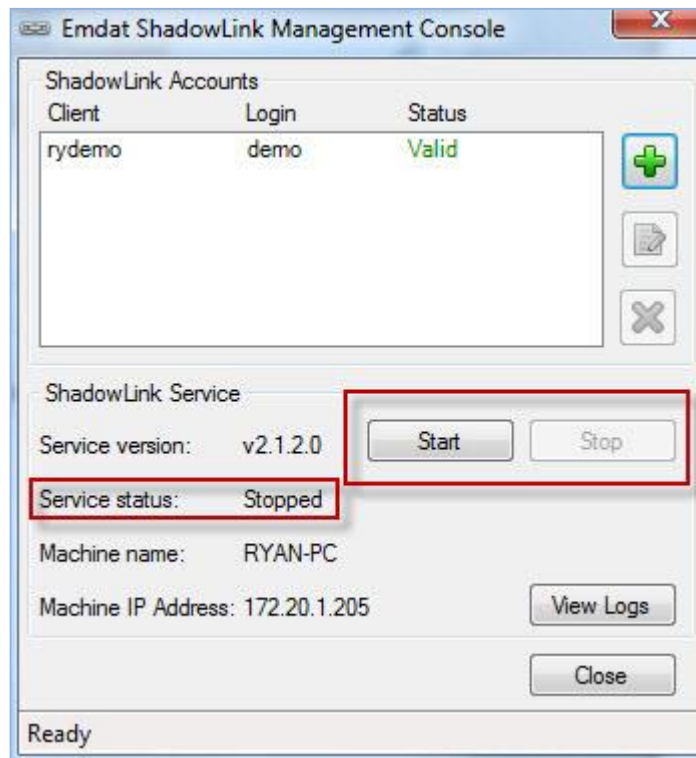 Emdat ShadowLink Management Console
ShadowLink Accounts
Client Login Status
rydemo demo Valid
ShadowLink Service
Service version: v2.1.2.0 Start Stop
Service status: Stopped
Machine name: RYAN-PC
Machine IP Address: 172.20.1.205 View Logs
Close
Ready